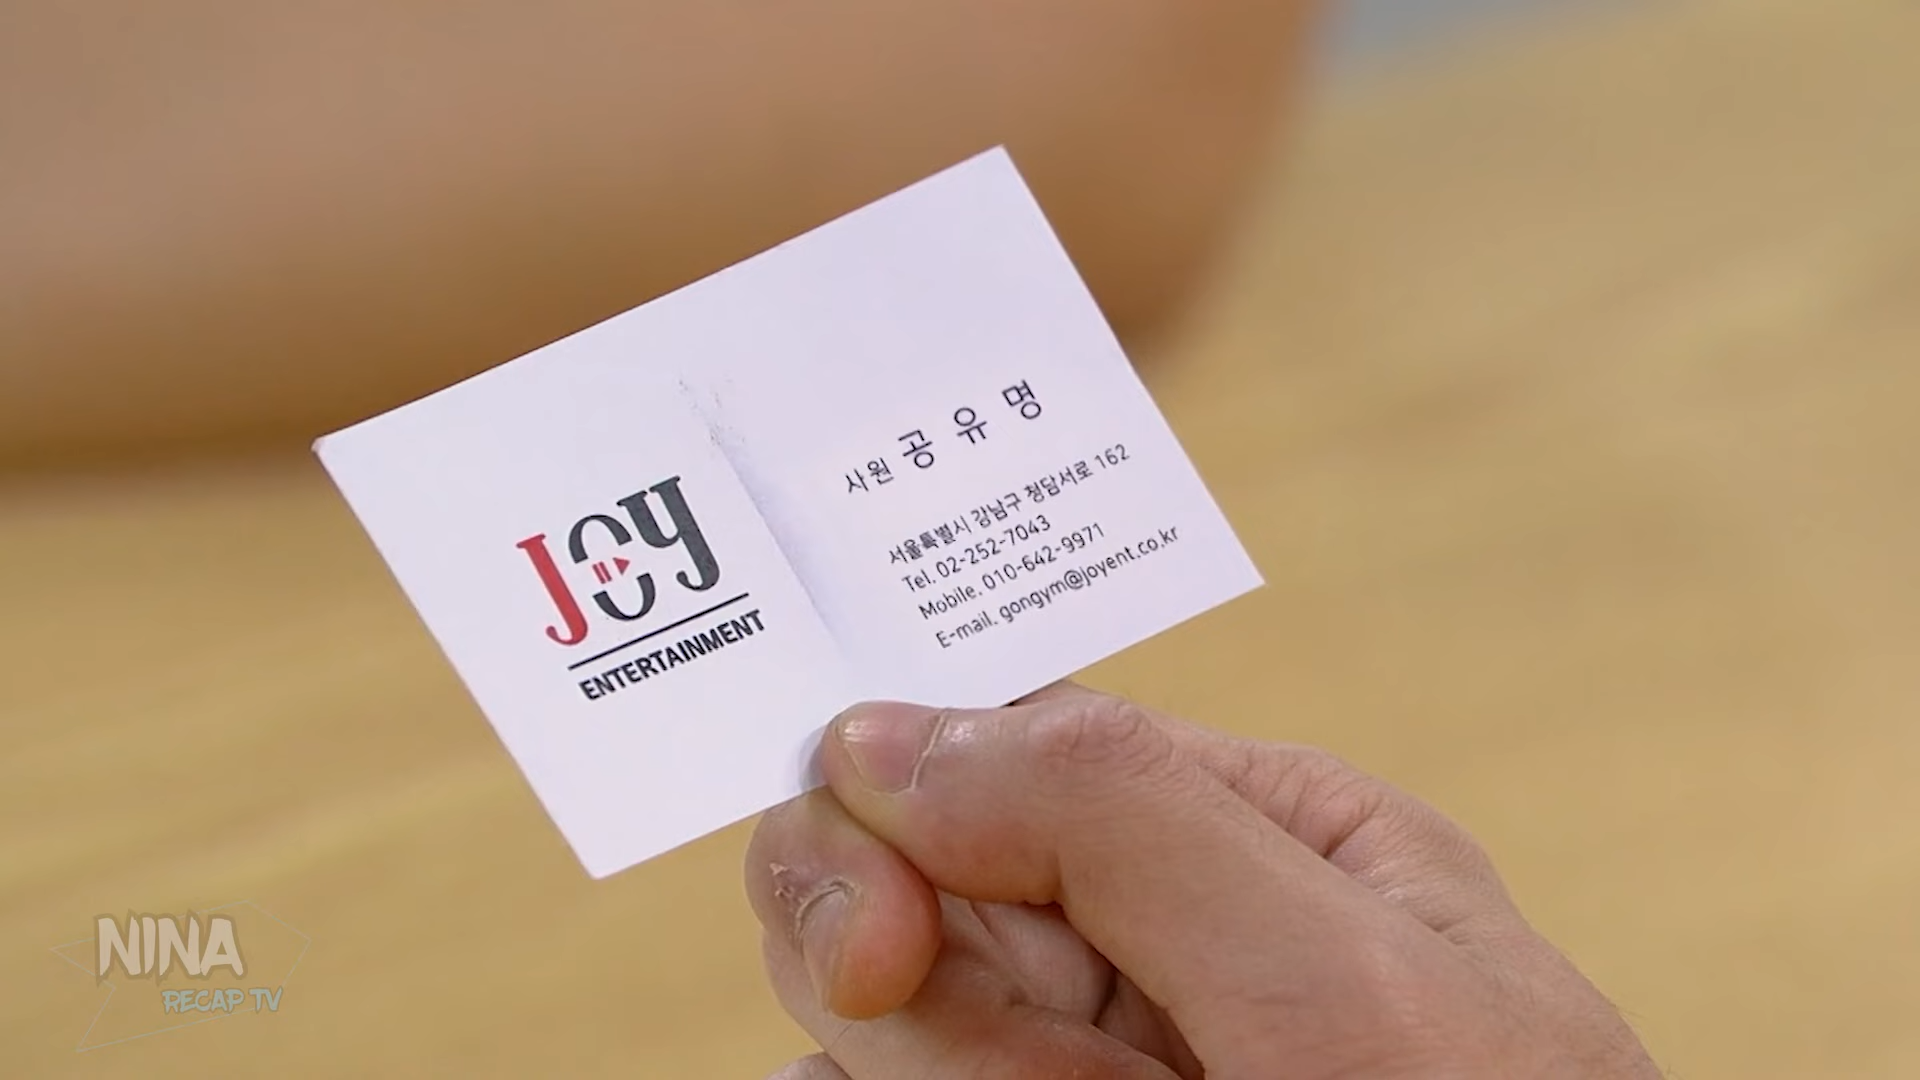 JOY
ENTERTAINMENT
사원 공유명
서울특별시 강남구 청담서로 162
Tel. 02-252-7043
Mobile. 010-642-9971
E-mail. gongym@joyent.co.kr
NINA
RECAP TV